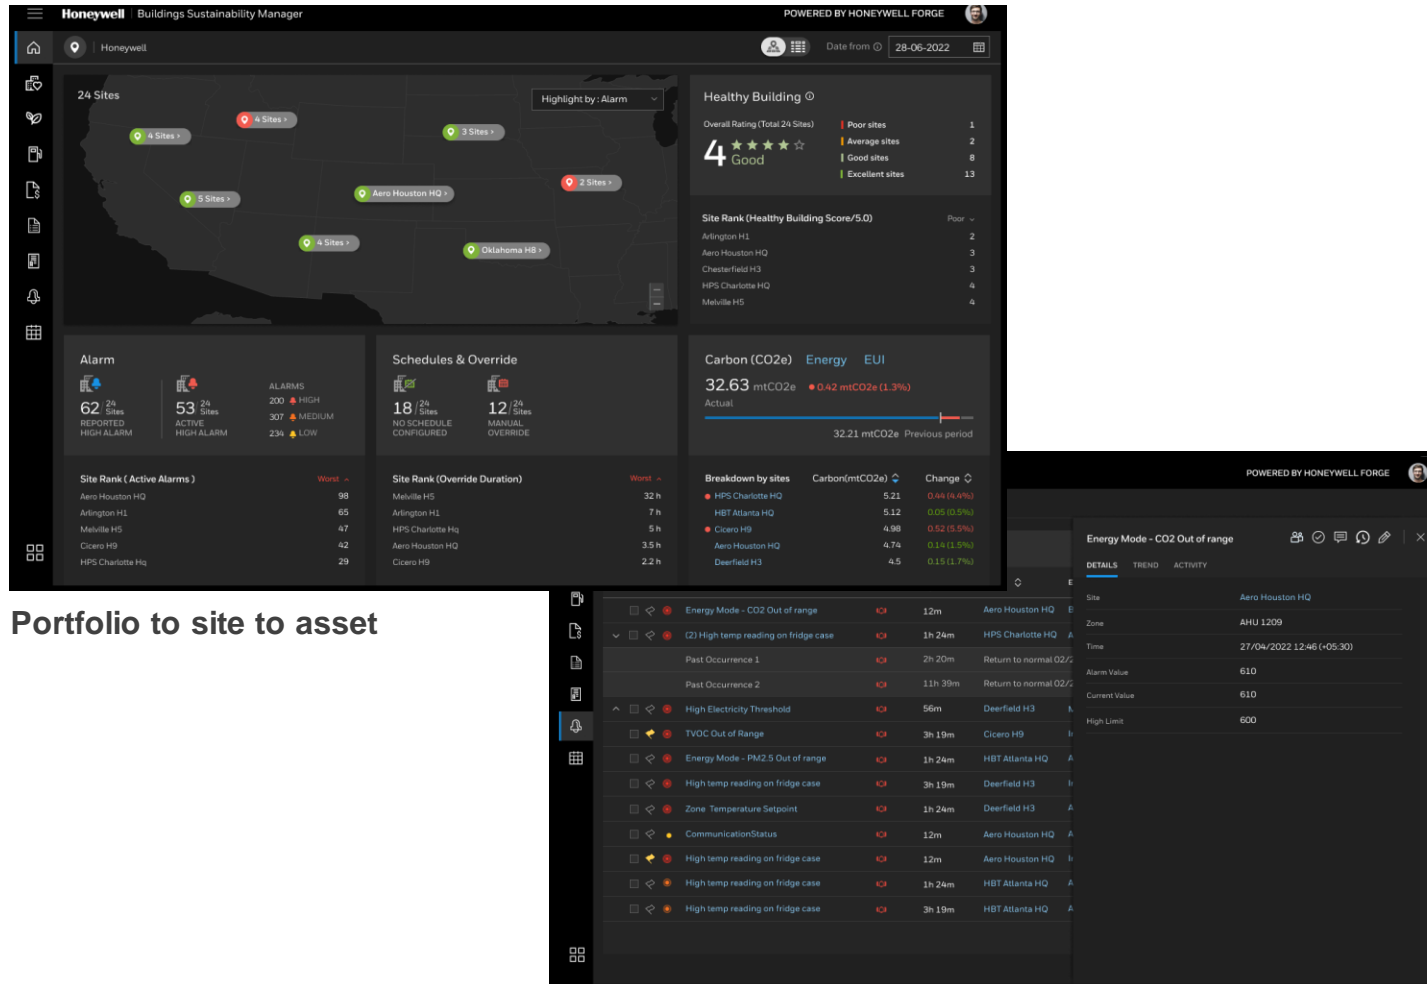 Honeywell | Buildings Sustainability Manager
POWERED BY HONEYWELL FORGE
Honeywell
Date from 28-06-2022
24 Sites
Highlight by : Alarm
4 Sites >
4 Sites >
3 Sites >
5 Sites >
Aero Houston HQ >
2 Sites >
4 Sites >
Oklahoma H8 >
Healthy Building
Overall Rating (Total 24 Sites)
4 Good
Poor sites 1
Average sites 2
Good sites 8
Excellent sites 13
Site Rank (Healthy Building Score/5.0) Poor
Arlington H1 2
Aero Houston HQ 3
Chesterfield H3 3
HPS Charlotte HQ 4
Melville H5 4
Alarm
62/ 24 Sites
REPORTED
HIGH ALARM
53/ 24 Sites
ACTIVE
HIGH ALARM
ALARMS
200 HIGH
307 MEDIUM
234 LOW
Site Rank ( Active Alarms ) Worst
Aero Houston HQ 98
Arlington H1 65
Melville H5 47
Cicero H9 42
HPS Charlotte Hq 29
Schedules & Override
18/ 24 Sites
NO SCHEDULE
CONFIGURED
12/ 24 Sites
MANUAL
OVERRIDE
Site Rank (Override Duration) Worst
Melville H5 32 h
Arlington H1 7 h
HPS Charlotte Hq 5 h
Aero Houston HQ 3.5 h
Cicero H9 2.2 h
Carbon (CO2e) Energy EUI
32.63 mtCO2e 0.42 mtCO2e (1.3%)
Actual
32.21 mtCO2e Previous period
Breakdown by sites Carbon(mtCO2e) Change
HPS Charlotte HQ 5.21 0.44 (4.4%)
HBT Atlanta HQ 5.12 0.05 (0.5%)
Cicero H9 4.98 0.52 (5.5%)
Aero Houston HQ 4.74 0.14 (1.5%)
Deerfield H3 4.5 0.15 (1.7%)
Portfolio to site to asset
POWERED BY HONEYWELL FORGE
Energy Mode - CO2 Out of range 12m Aero Houston HQ
(2) High temp reading on fridge case 1h 24m HPS Charlotte HQ
Past Occurrence 1 2h 20m Return to normal 02/2
Past Occurrence 2 11h 39m Return to normal 02/2
High Electricity Threshold 56m Deerfield H3
TVOC Out of Range 3h 19m Cicero H9
Energy Mode - PM2.5 Out of range 1h 24m HBT Atlanta HQ
High temp reading on fridge case 3h 19m Deerfield H3
Zone Temperature Setpoint 1h 24m Deerfield H3
CommunicationStatus 12m Aero Houston HQ
High temp reading on fridge case 12m Aero Houston HQ
High temp reading on fridge case 1h 24m HBT Atlanta HQ
High temp reading on fridge case 3h 19m HBT Atlanta HQ
Energy Mode - CO2 Out of range
DETAILS TREND ACTIVITY
Site Aero Houston HQ
Zone AHU 1209
Time 27/04/2022 12:46 (+05:30)
Alarm Value 610
Current Value 610
High Limit 600